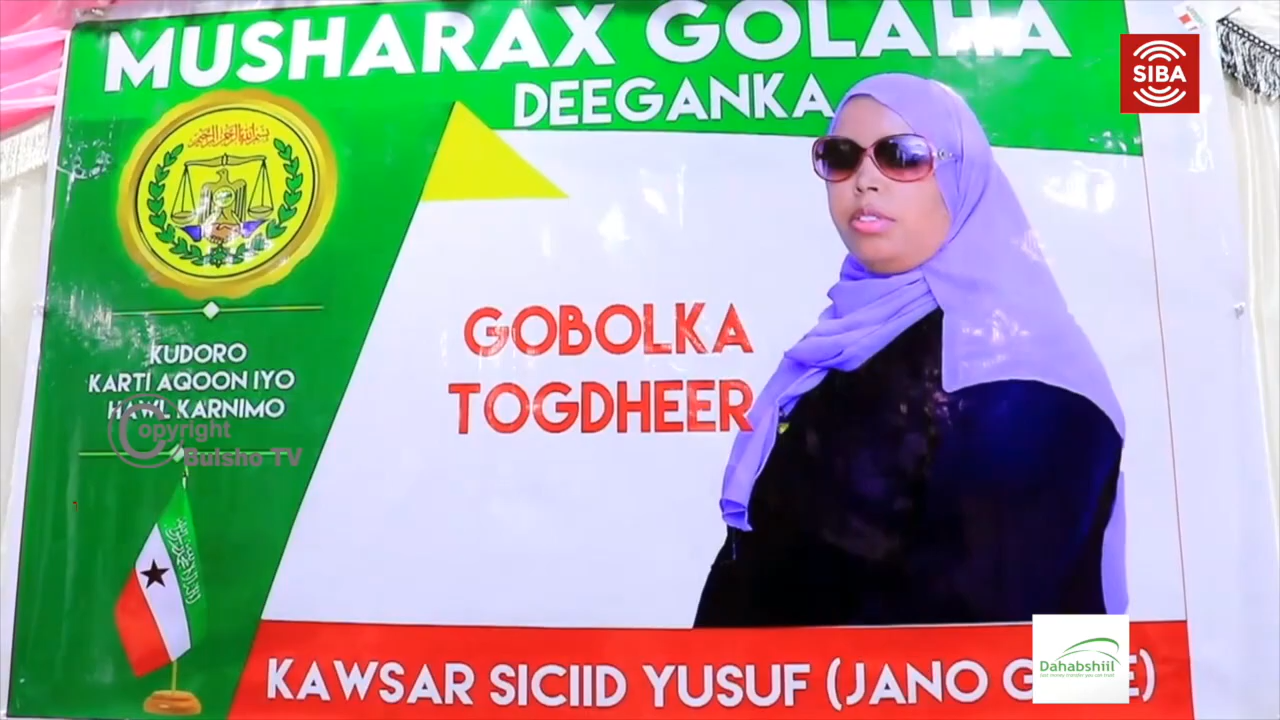 MUSHARAX GOLAHA
DEEGANKA
SIBA
GOBOLKA
TOGDHEER
KUDORO
KARTI AQOON IYO
KARNIMO
Copyright
Bulsho TV
KAWSAR SICIID YUSUF (JANO
Dahabshiil